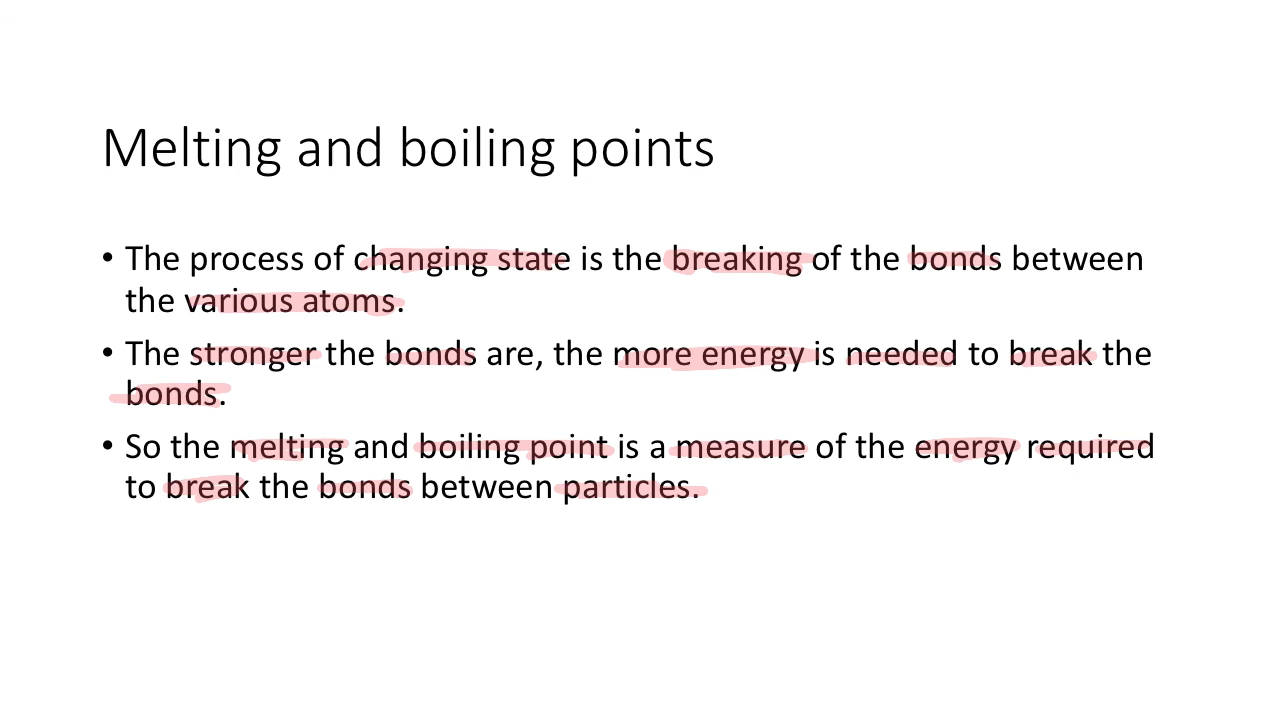 Melting and boiling points
• The process of changing state is the breaking of the bonds between
the various atoms.
• The stronger the bonds are, the more energy is needed to break the
bonds.
• So the melting and boiling point is a measure of the energy required
to break the bonds between particles.